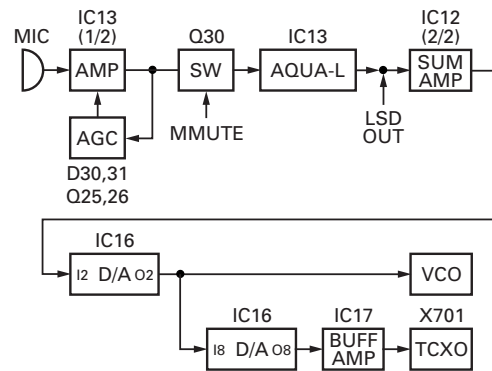 MIC
IC13
(1/2)
AMP
AGC
D30,31
Q25,26
Q30
SW
MMUTE
IC13
AQUA-L
LSD
OUT
IC12
(2/2)
SUM
AMP
IC16
I2 D/A O2
VCO
IC16
I8 D/A O8
IC17
BUFF
AMP
X701
TCXO